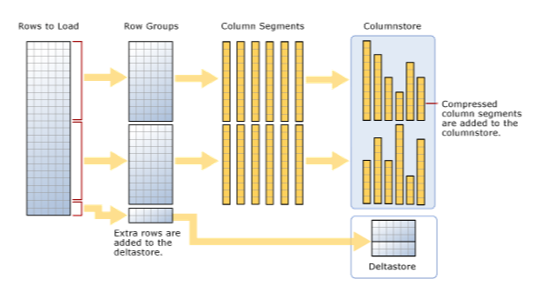 Rows to Load
Row Groups
Column Segments
Columnstore
Compressed
column segments
are added to the
columnstore.
Extra rows are
added to the
deltastore.
Deltastore